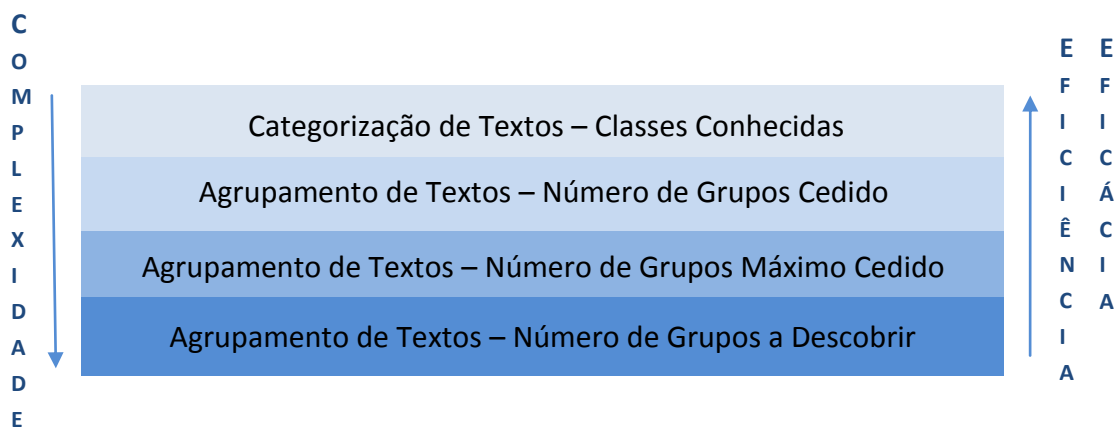 COMPLEXIDADE
Categorização de Textos – Classes Conhecidas
Agrupamento de Textos – Número de Grupos Cedido
Agrupamento de Textos – Número de Grupos Máximo Cedido
Agrupamento de Textos – Número de Grupos a Descobrir
EFICIÊNCIA
EFICÁCIA